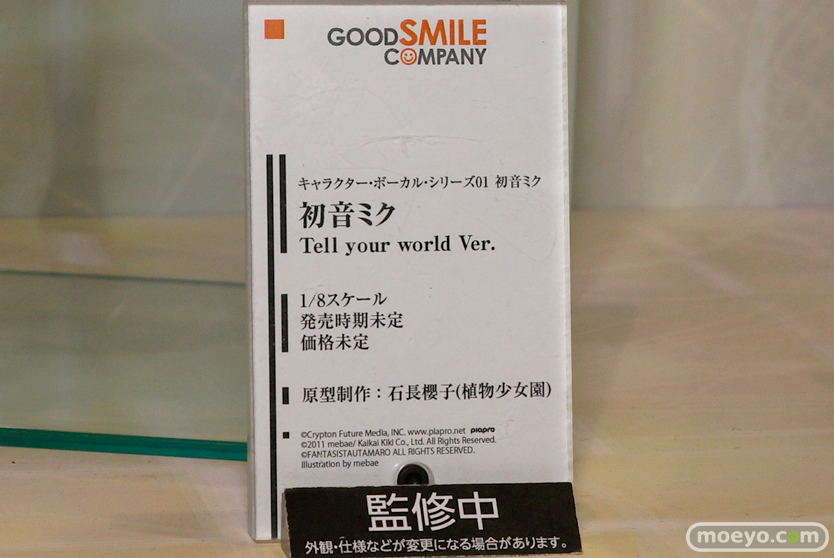 GOOD SMILE
COMPANY
キャラクター・ボーカル・シリーズ01 初音ミク
初音ミク
Tell your world Ver.
1/8スケール
発売時期未定
価格未定
原型制作：石長櫻子(植物少女園)
©Crypton Future Media, INC. www.piapro.net piapro
©2011 mebae/ Kaikai Kiki Co., Ltd. All Rights Reserved.
©FANTASISTAUTAMARO ALL RIGHTS RESERVED.
Illustration by mebae
監修中
外観・仕様などが変更になる場合があります。
moeyo.com